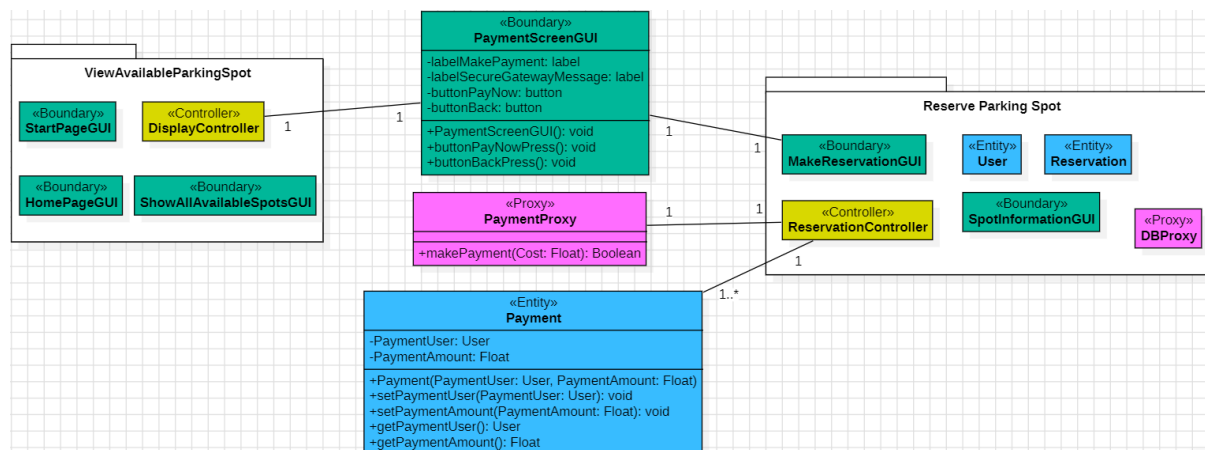 «Boundary»
PaymentScreenGUI
-labelMakePayment: label
-labelSecureGatewayMessage: label
-buttonPayNow: button
-buttonBack: button
+PaymentScreenGUI(): void
+buttonPayNowPress(): void
+buttonBackPress(): void
ViewAvailableParkingSpot
«Boundary»
StartPageGUI
«Controller»
DisplayController
«Boundary»
HomePageGUI
«Boundary»
ShowAllAvailableSpotsGUI
1
1
1
1
Reserve Parking Spot
«Boundary»
MakeReservationGUI
«Entity»
User
«Entity»
Reservation
«Controller»
ReservationController
«Boundary»
SpotInformationGUI
«Proxy»
DBProxy
«Proxy»
PaymentProxy
+makePayment(Cost: Float): Boolean
1
1
1
1..*
«Entity»
Payment
-PaymentUser: User
-PaymentAmount: Float
+Payment(PaymentUser: User, PaymentAmount: Float)
+setPaymentUser(PaymentUser: User): void
+setPaymentAmount(PaymentAmount: Float): void
+getPaymentUser(): User
+getPaymentAmount(): Float